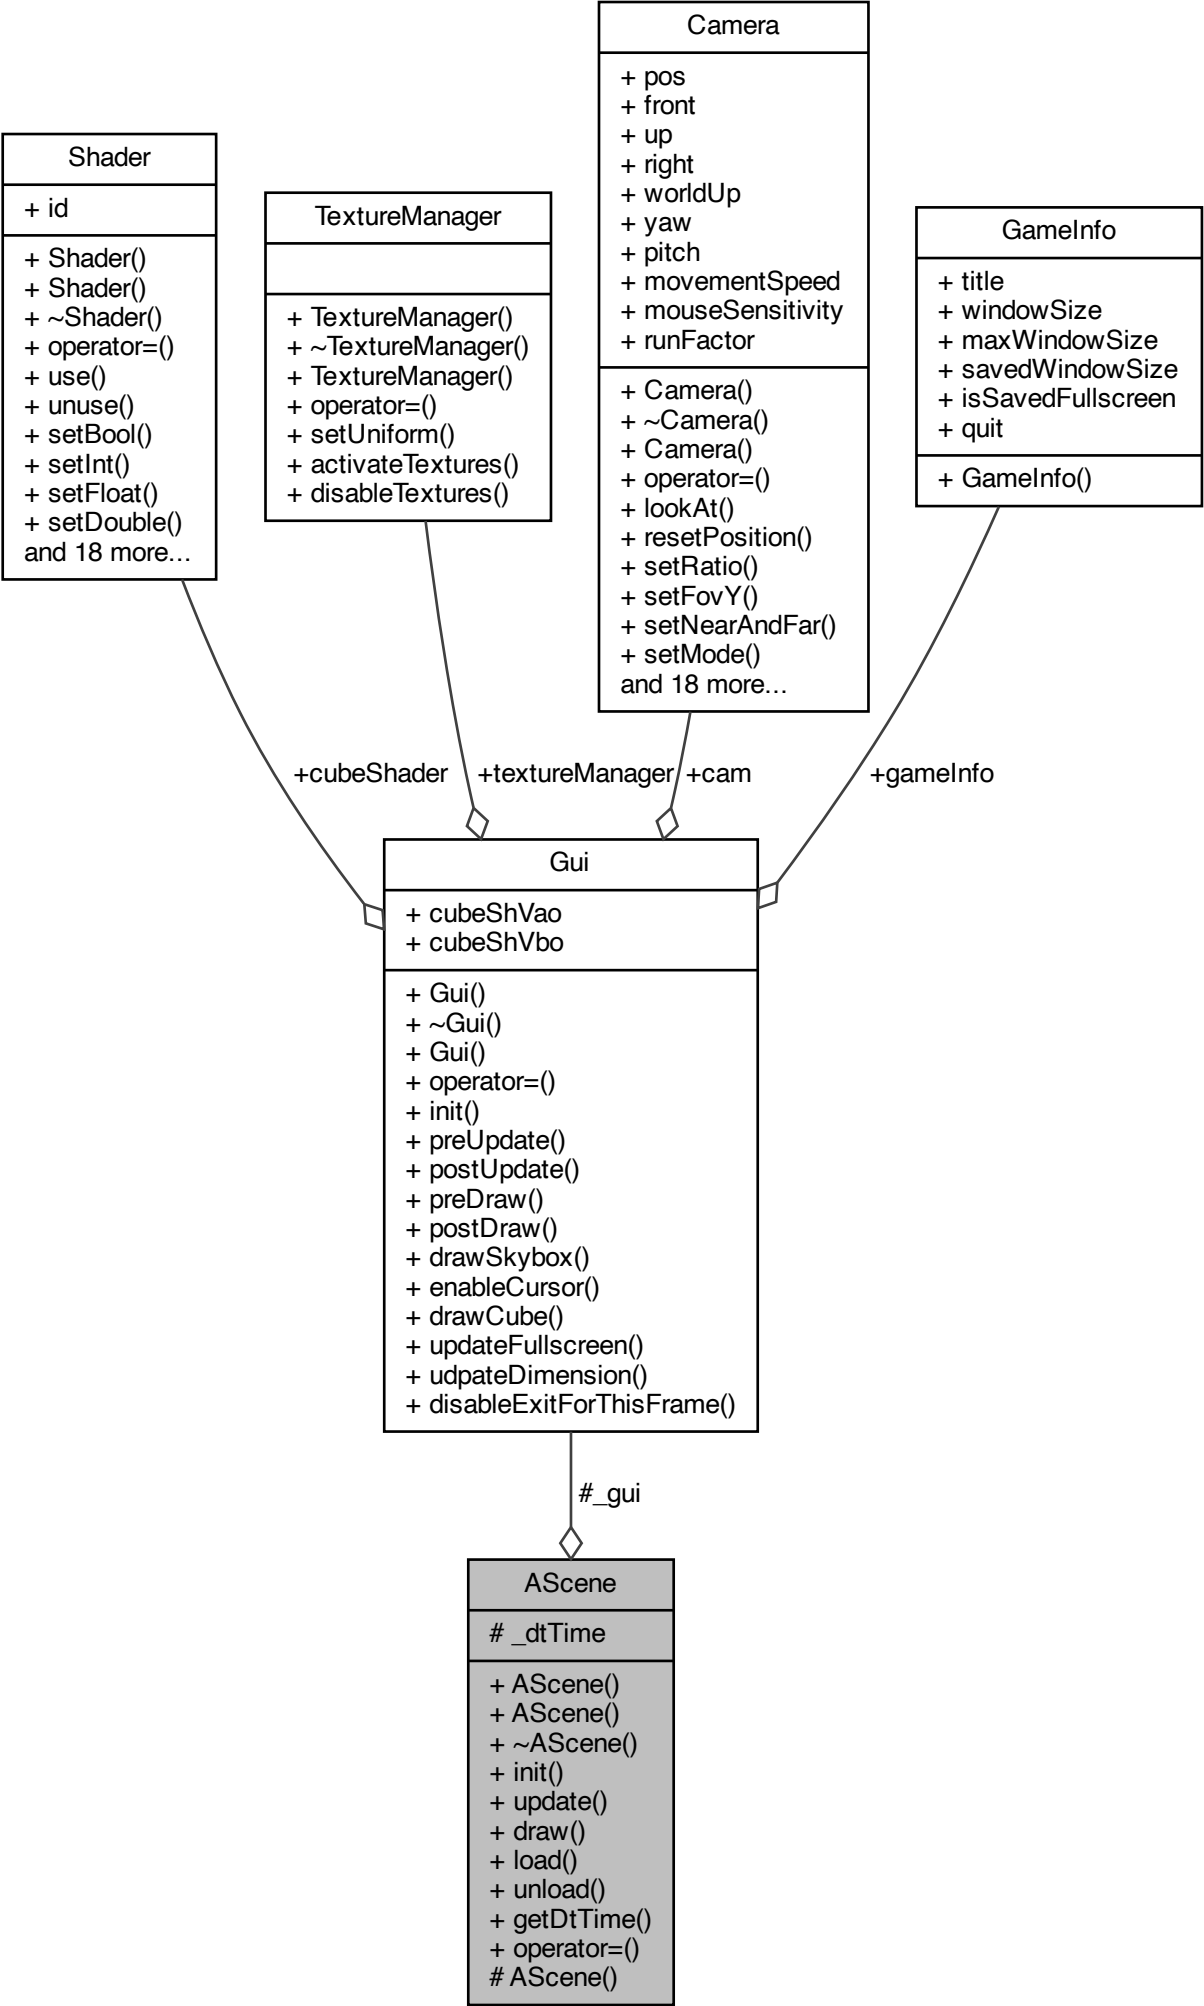 Camera
+ pos
+ front
+ up
+ right
+ worldUp
+ yaw
+ pitch
+ movementSpeed
+ mouseSensitivity
+ runFactor
+ Camera()
+ ~Camera()
+ Camera()
+ operator=()
+ lookAt()
+ resetPosition()
+ setRatio()
+ setFovY()
+ setNearAndFar()
+ setMode()
and 18 more...
Shader
+ id
+ Shader()
+ Shader()
+ ~Shader()
+ operator=()
+ use()
+ unuse()
+ setBool()
+ setInt()
+ setFloat()
+ setDouble()
and 18 more...
TextureManager
+ TextureManager()
+ ~TextureManager()
+ TextureManager()
+ operator=()
+ setUniform()
+ activateTextures()
+ disableTextures()
GameInfo
+ title
+ windowSize
+ maxWindowSize
+ savedWindowSize
+ isSavedFullscreen
+ quit
+ GameInfo()
+cubeShader
+textureManager
+cam
+gameInfo
Gui
+ cubeShVao
+ cubeShVbo
+ Gui()
+ ~Gui()
+ Gui()
+ operator=()
+ init()
+ preUpdate()
+ postUpdate()
+ preDraw()
+ postDraw()
+ drawSkybox()
+ enableCursor()
+ drawCube()
+ updateFullscreen()
+ udpateDimension()
+ disableExitForThisFrame()
#_gui
AScene
# _dtTime
+ AScene()
+ AScene()
+ ~AScene()
+ init()
+ update()
+ draw()
+ load()
+ unload()
+ getDtTime()
+ operator=()
# AScene()